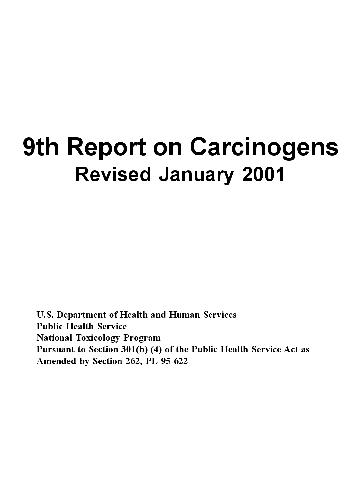 9th Report on Carcinogens
Revised January 2001
U.S. Department of Health and Human Services
Public Health Service
National Toxicology Program
Pursuant to Section 301(b) (4) of the Public Health Service Act as
Amended by Section 262, PL 95-622